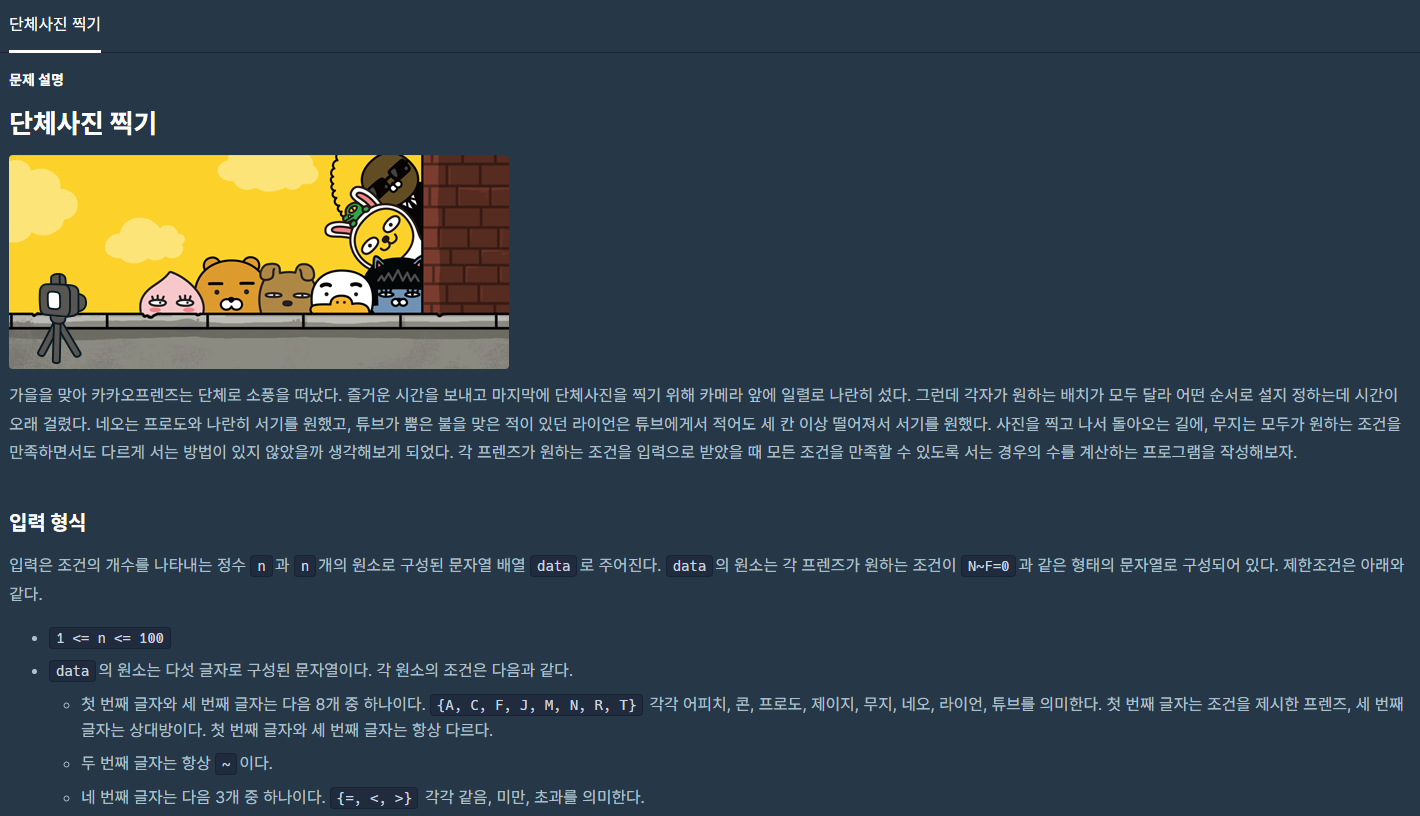 단체사진 찍기
문제 설명
단체사진 찍기
가을을 맞아 카카오프렌즈는 단체로 소풍을 떠났다. 즐거운 시간을 보내고 마지막에 단체사진을 찍기 위해 카메라 앞에 일렬로 나란히 섰다. 그런데 각자가 원하는 배치가 모두 달라 어떤 순서로 설지 정하는데 시간이
오래 걸렸다. 네오는 프로도와 나란히 서기를 원했고, 튜브가 뿜은 불을 맞은 적이 있던 라이언은 튜브에게서 적어도 세 칸 이상 떨어져서 서기를 원했다. 사진을 찍고 나서 돌아오는 길에, 무지는 모두가 원하는 조건을
만족하면서도 다르게 서는 방법이 있지 않았을까 생각해보게 되었다. 각 프렌즈가 원하는 조건을 입력으로 받았을 때 모든 조건을 만족할 수 있도록 서는 경우의 수를 계산하는 프로그램을 작성해보자.
입력 형식
입력은 조건의 개수를 나타내는 정수 n 과 n 개의 원소로 구성된 문자열 배열 data 로 주어진다. data 의 원소는 각 프렌즈가 원하는 조건이 N~F=0 과 같은 형태의 문자열로 구성되어 있다. 제한조건은 아래와
같다.
• 1 <= n <= 100
• data 의 원소는 다섯 글자로 구성된 문자열이다. 각 원소의 조건은 다음과 같다.
◦ 첫 번째 글자와 세 번째 글자는 다음 8개 중 하나이다. {A, C, F, J, M, N, R, T} 각각 어피치, 콘, 프로도, 제이지, 무지, 네오, 라이언, 튜브를 의미한다. 첫 번째 글자는 조건을 제시한 프렌즈, 세 번째
글자는 상대방이다. 첫 번째 글자와 세 번째 글자는 항상 다르다.
◦ 두 번째 글자는 항상 ~ 이다.
◦ 네 번째 글자는 다음 3개 중 하나이다. {=, <, >} 각각 같음, 미만, 초과를 의미한다.